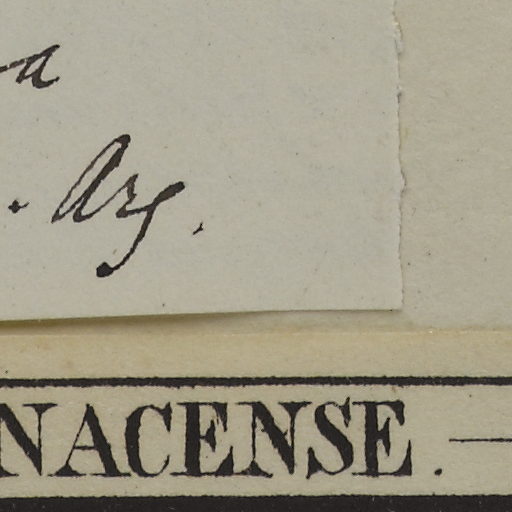 a
. Arg.
NACENSE.